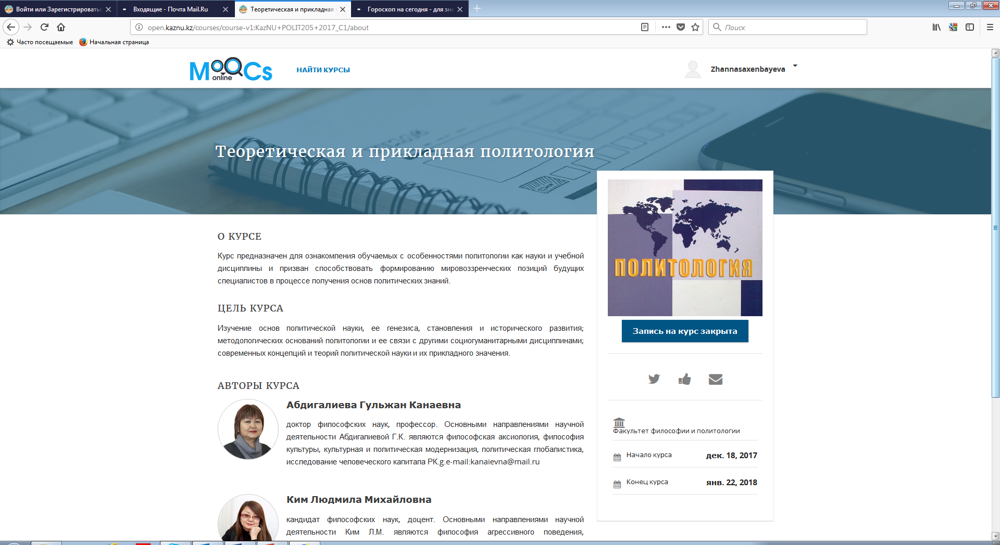 Войти или Зарегистрироватьс
Входящие - Почта Mail.Ru
Теоретическая и прикладная
Гороскоп на сегодня - для зна
open.kaznu.kz/courses/course-v1:KazNU+POLIT205+2017_C1/about
Поиск
Часто посещаемые
Начальная страница
MOOCs
online
НАЙТИ КУРСЫ
Zhannasaxenbayeva
Теоретическая и прикладная политология
ПОЛИТОЛОГИЯ
Запись на курс закрыта
Факультет философии и политологии
Начало курса дек. 18, 2017
Конец курса янв. 22, 2018
О КУРСЕ
Курс предназначен для ознакомления обучаемых с особенностями политологии как науки и учебной
дисциплины и призван способствовать формированию мировоззренческих позиций будущих
специалистов в процессе получения основ политических знаний.
ЦЕЛЬ КУРСА
Изучение основ политической науки, ее генезиса, становления и исторического развития;
методологических оснований политологии и ее связи с другими социогуманитарными дисциплинами;
современных концепций и теорий политической науки и их прикладного значения.
АВТОРЫ КУРСА
Абдигалиева Гульжан Канаевна
доктор философских наук, профессор. Основными направлениями научной
деятельности Абдигалиевой Г.К. являются философская аксиология, философия
культуры, культурная и политическая модернизация, политическая глобалистика,
исследование человеческого капитала РК.g.e-mail:kanaievna@mail.ru
Ким Людмила Михайловна
кандидат философских наук, доцент. Основными направлениями научной
деятельности Ким Л.М. являются философия агрессивного поведения,